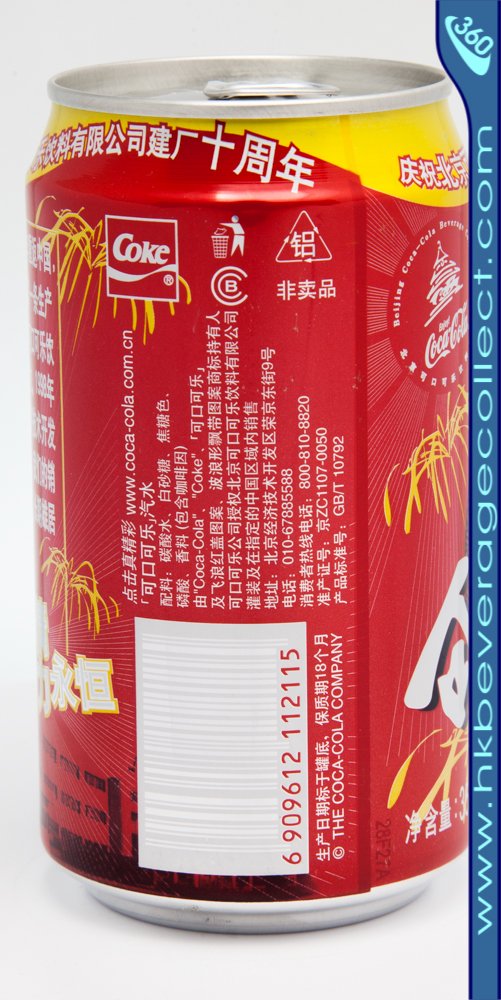 饮料有限公司建厂十周年
庆祝北京
Coke
®
铝
非卖品
Beijing Coca-Cola Beverage
Coca-Cola
点击真精彩 www.coca-cola.com.cn
「可口可乐」汽水
配料：碳酸水、白砂糖、焦糖色、
磷酸、香料(包含咖啡因)
由"Coca-Cola"、"Coke"、「可口可乐」
及飞浪红盖图案、波浪形飘带图案商标持有人
可口可乐公司授权北京可口可乐饮料有限公司
灌装及在指定的中国区域内销售
地址：北京经济技术开发区荣京东街9号
电话：010-67885588
消费者热线电话：800-810-8820
准产证号：京ZC1107-0050
产品标准号：GB/T 10792
永恒
6 909612 112115
生产日期标于罐底，保质期18个月
© THE COCA-COLA COMPANY
净含量：
28F27A
360
www.hkbeveragecollect.com